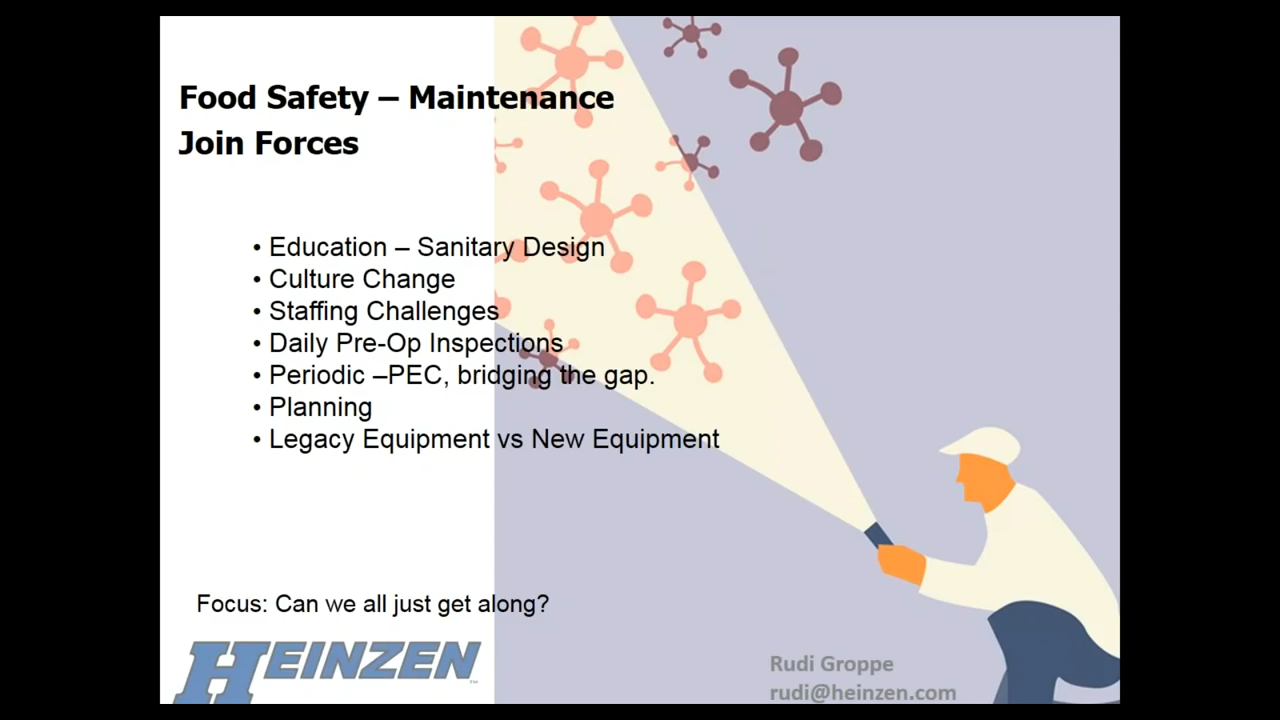 Food Safety – Maintenance
Join Forces
• Education – Sanitary Design
• Culture Change
• Staffing Challenges
• Daily Pre-Op Inspections
• Periodic –PEC, bridging the gap.
• Planning
• Legacy Equipment vs New Equipment
Focus: Can we all just get along?
HEINZEN™
Rudi Groppe
rudi@heinzen.com